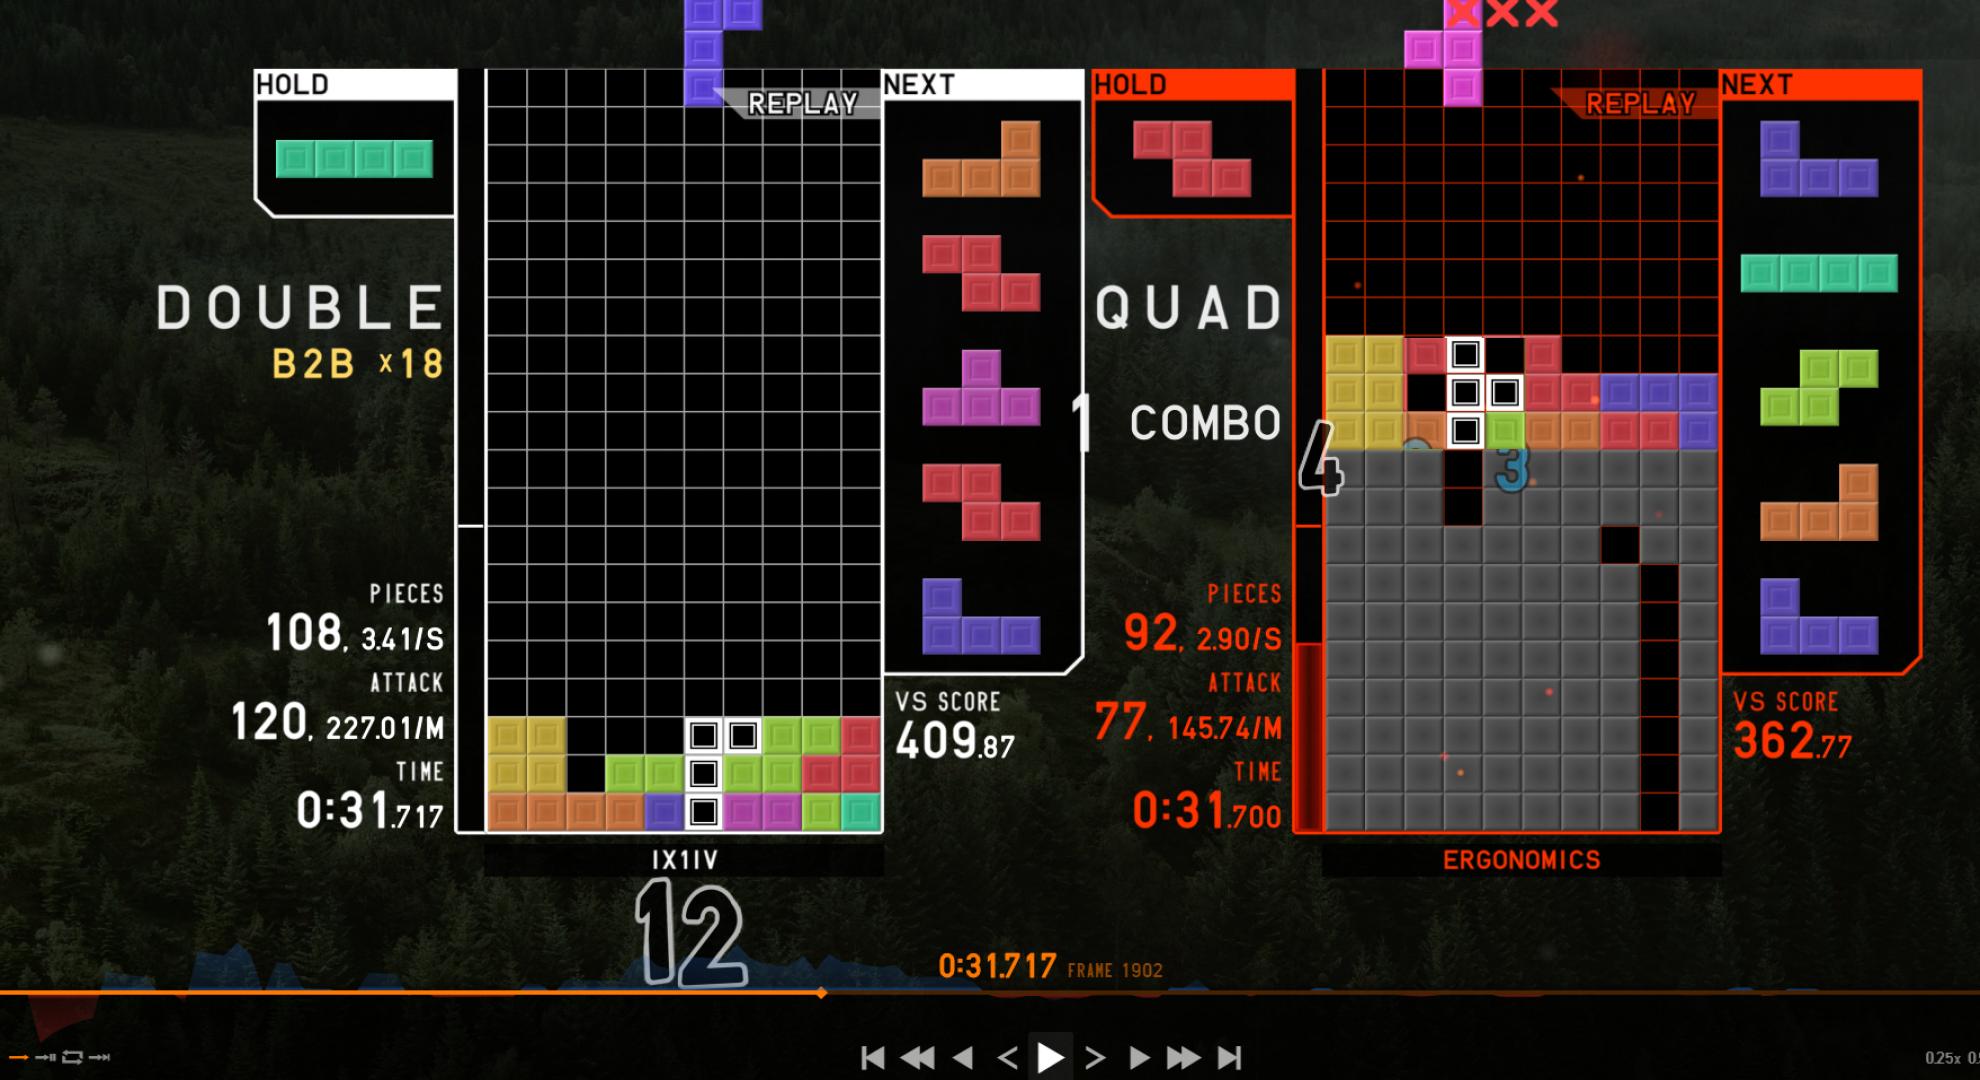 HOLD
REPLAY
NEXT
DOUBLE
B2B ×18
PIECES
108, 3.41/S
ATTACK
120, 227.01/M
TIME
0:31.717
VS SCORE
409.87
IX1IV
12
HOLD
REPLAY
NEXT
QUAD
1 COMBO
4
3
PIECES
92, 2.90/S
ATTACK
77, 145.74/M
TIME
0:31.700
VS SCORE
362.77
ERGONOMICS
0:31.717 FRAME 1902
0.25x